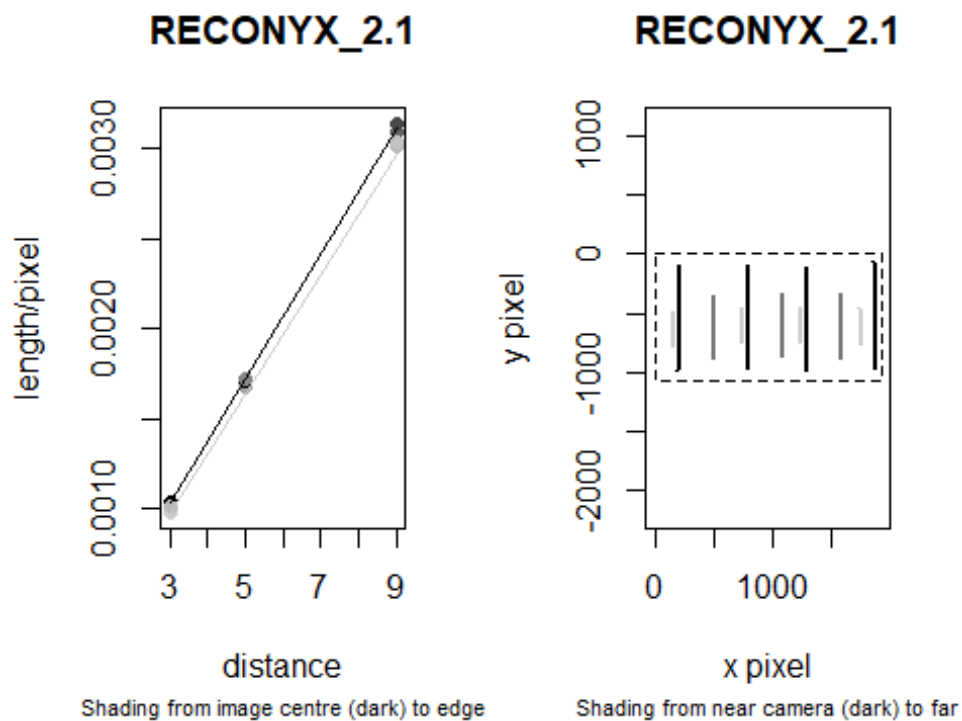 RECONYX_2.1
length/pixel
0.0010 0.0020 0.0030
3 5 7 9
distance
Shading from image centre (dark) to edge
RECONYX_2.1
y pixel
-2000 -1000 0 1000
0 1000
x pixel
Shading from near camera (dark) to far